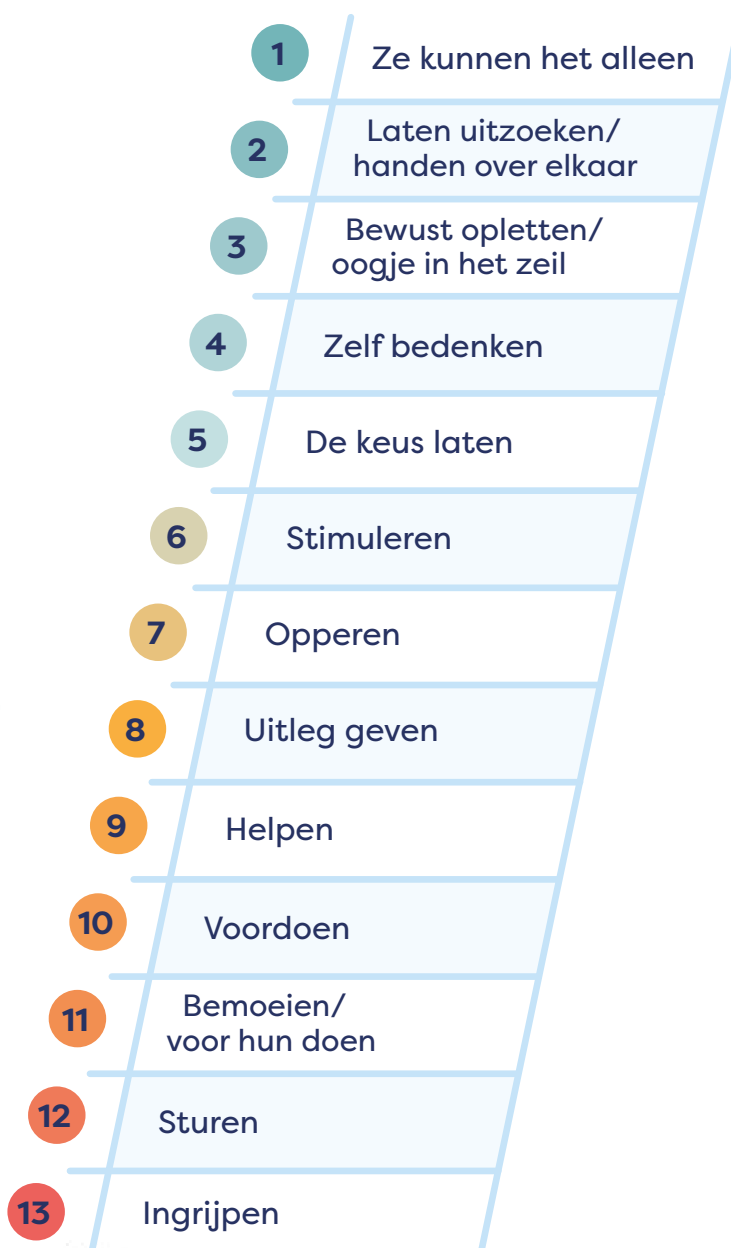 1 Ze kunnen het alleen
2 Laten uitzoeken/
handen over elkaar
3 Bewust opletten/
oogje in het zeil
4 Zelf bedenken
5 De keus laten
6 Stimuleren
7 Opperen
8 Uitleg geven
9 Helpen
10 Voordoen
11 Bemoeien/
voor hun doen
12 Sturen
13 Ingrijpen